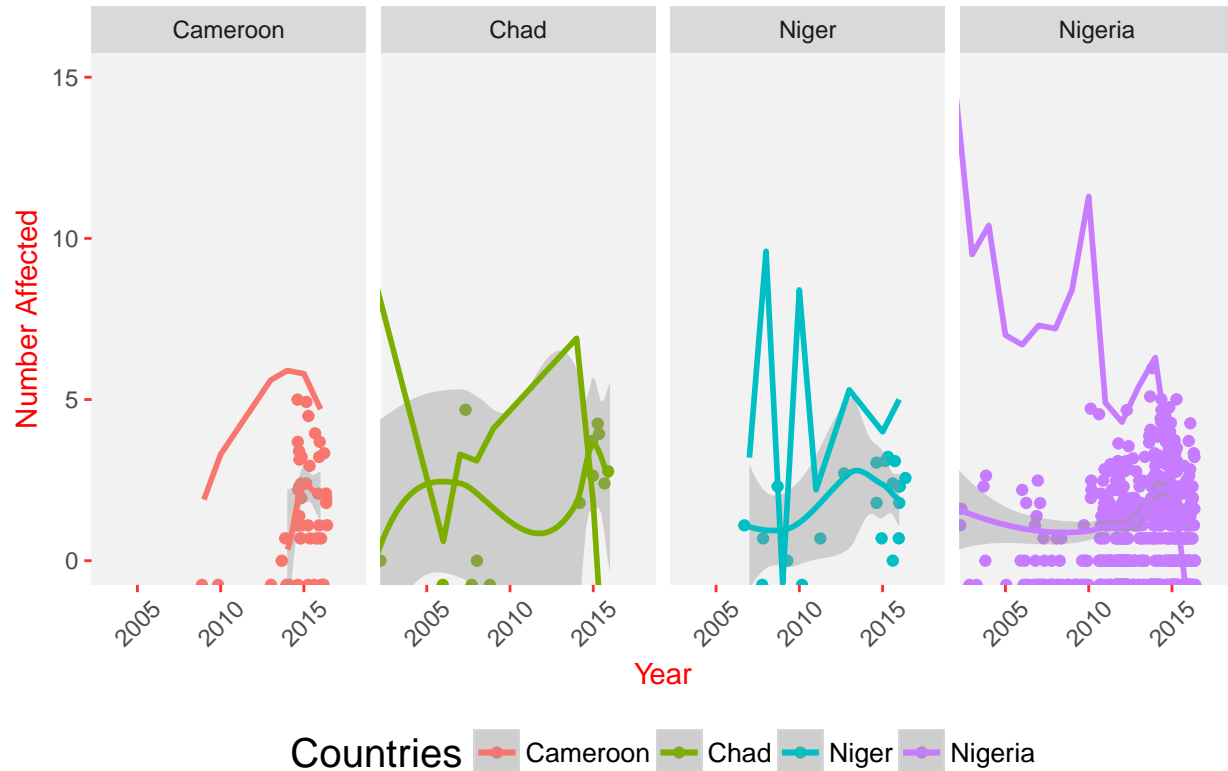 Cameroon Chad Niger Nigeria
15
10
5
0
Number Affected
2005 2010 2015 2005 2010 2015 2005 2010 2015 2005 2010 2015
Year
Countries Cameroon Chad Niger Nigeria